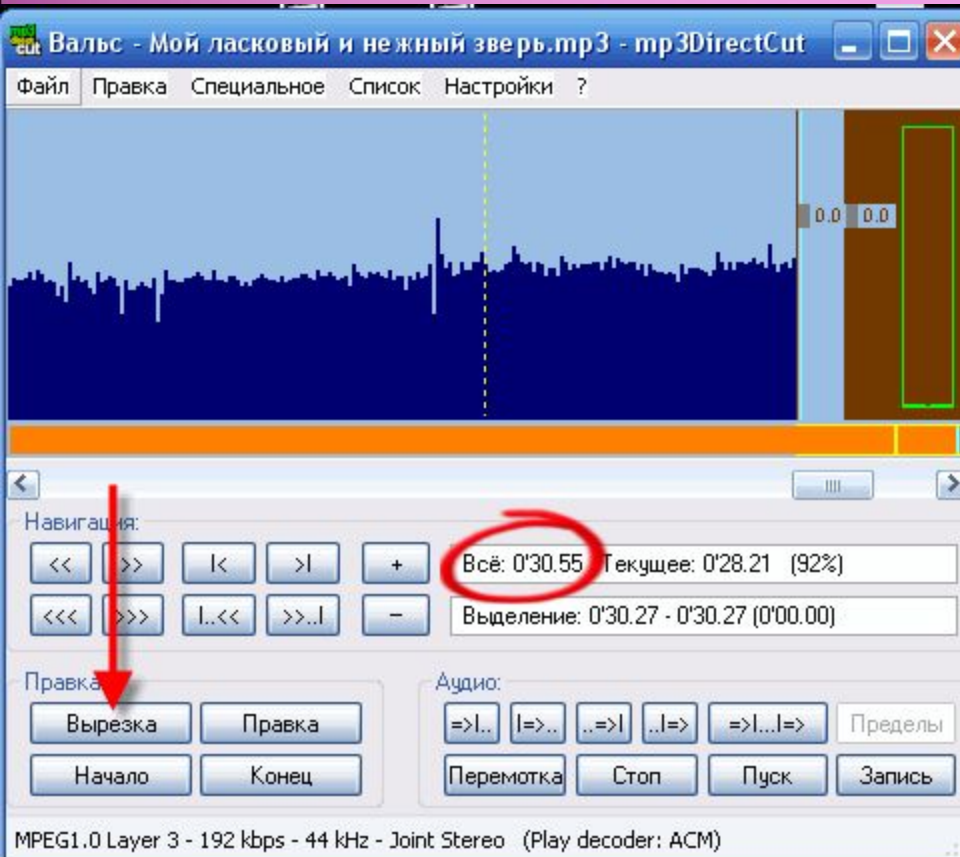 Вальс - Мой ласковый и нежный зверь.mp3 - mp3DirectCut
Файл Правка Специальное Список Настройки ?
0.0 0.0
Навигация:
<< >> |< >| + Всё: 0'30.55 Текущее: 0'28.21 (92%)
<<< >>> |..<< >>..| − Выделение: 0'30.27 - 0'30.27 (0'00.00)
Правка Аудио:
Вырезка Правка =>|.. |=>.. ..=>| ..|=> =>|...|=> Пределы
Начало Конец Перемотка Стоп Пуск Запись
MPEG1.0 Layer 3 - 192 kbps - 44 kHz - Joint Stereo (Play decoder: ACM)